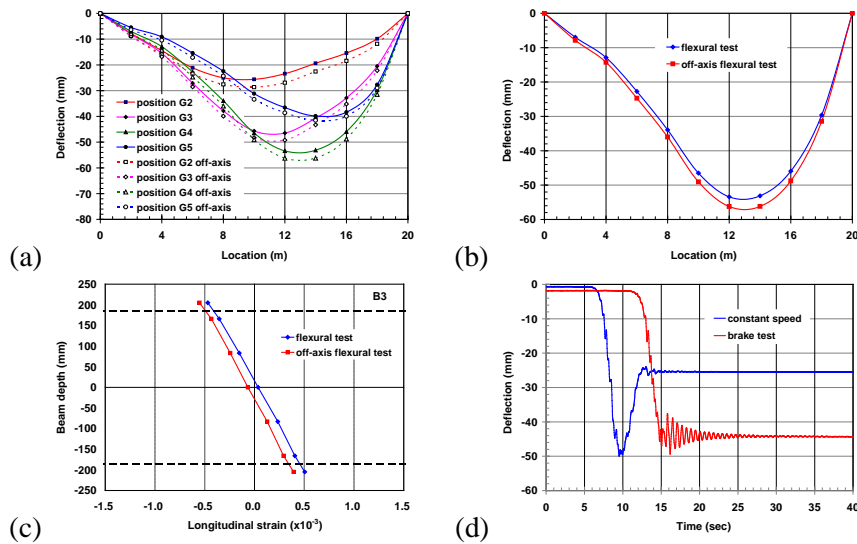 0
-10
-20
-30
-40
-50
-60
-70
-80
Deflection (mm)
position G2
position G3
position G4
position G5
position G2 off-axis
position G3 off-axis
position G4 off-axis
position G5 off-axis
0 4 8 12 16 20
Location (m)
(a)
0
-10
-20
-30
-40
-50
-60
Deflection (mm)
flexural test
off-axis flexural test
0 4 8 12 16 20
Location (m)
(b)
250
200
150
100
50
0
-50
-100
-150
-200
-250
Beam depth (mm)
B3
flexural test
off-axis flexural test
-1.5 -1.0 -0.5 0.0 0.5 1.0 1.5
Longitudinal strain (x10-3)
(c)
0
-10
-20
-30
-40
-50
-60
Deflection (mm)
constant speed
brake test
0 5 10 15 20 25 30 35 40
Time (sec)
(d)